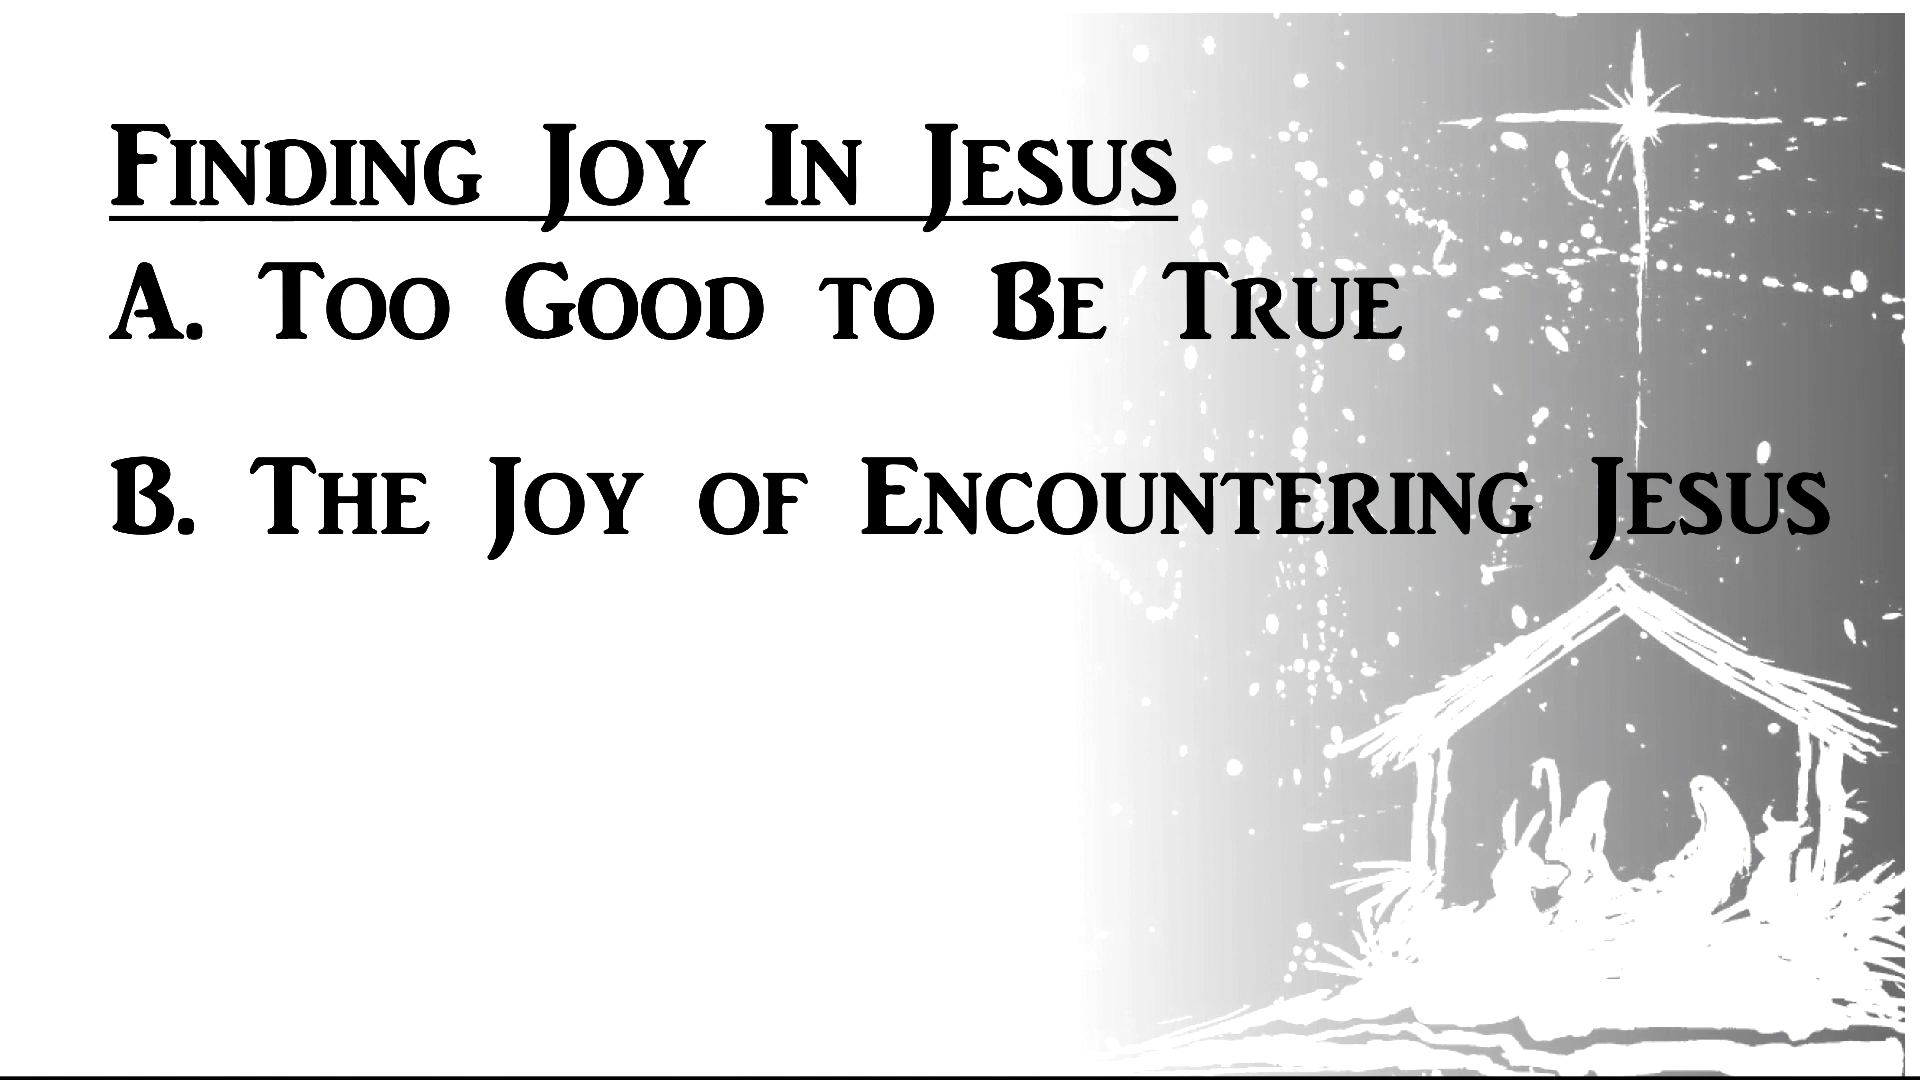 Finding Joy In Jesus
A. Too Good to Be True
B. The Joy of Encountering Jesus